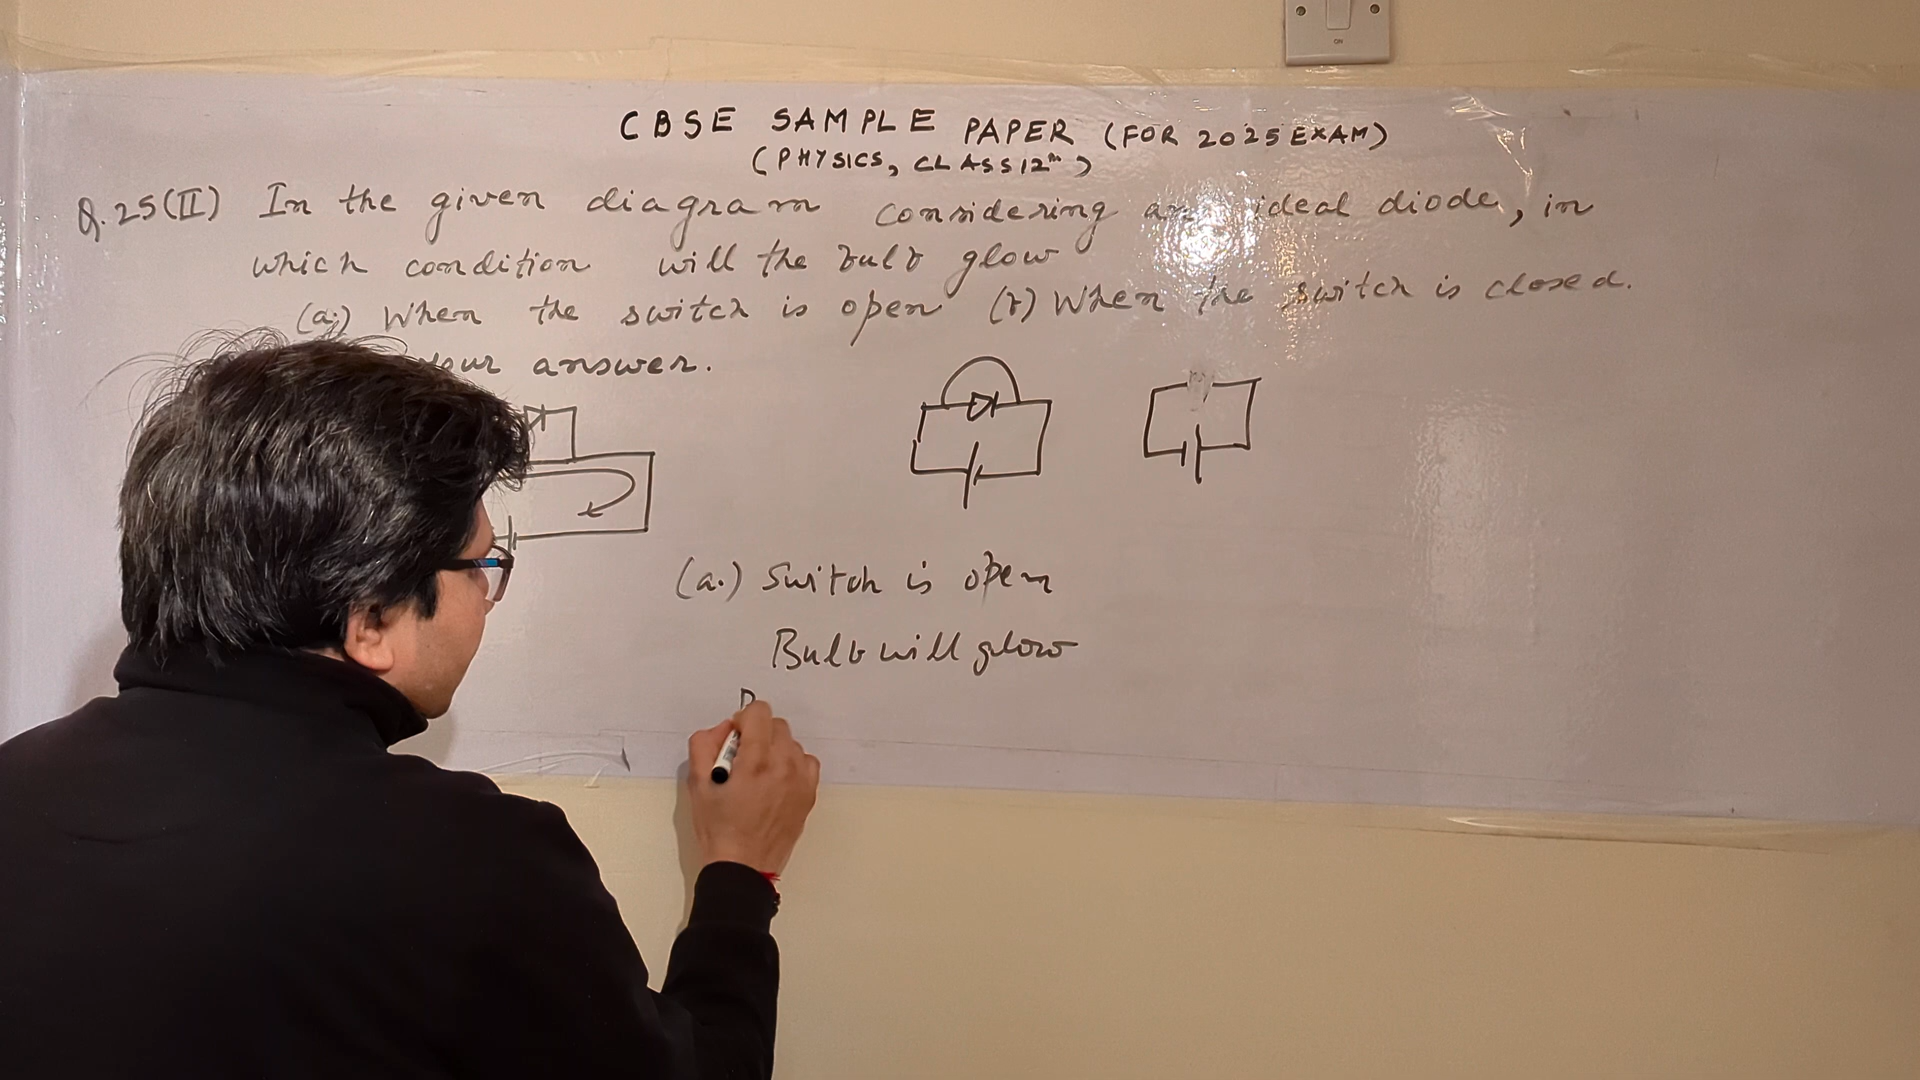 ON
CBSE SAMPLE PAPER (FOR 2025 EXAM)
(PHYSICS, CLASS 12th)
Q.25(II) In the given diagram considering an ideal diode, in
which condition will the bulb glow
(a.) When the switch is open (b) When the switch is closed.
your answer.
(a.) Switch is open
Bulb will glow